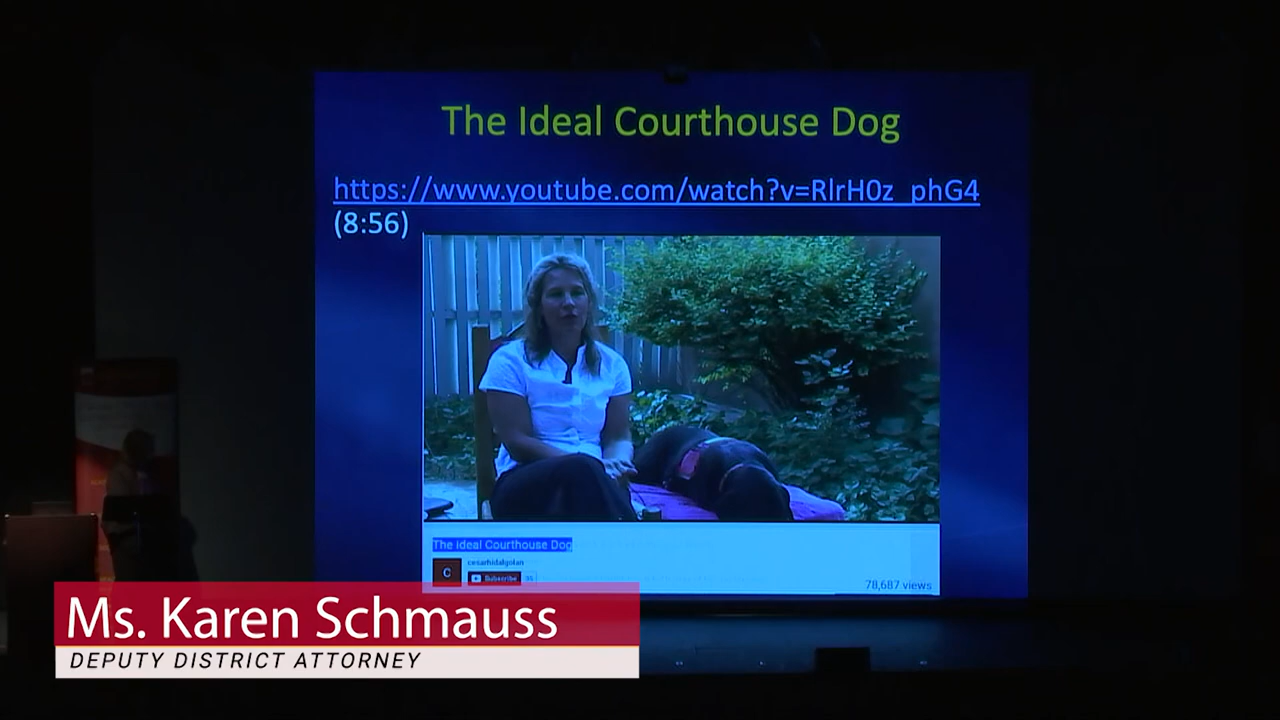 The Ideal Courthouse Dog
https://www.youtube.com/watch?v=RlrH0z_phG4
(8:56)
The Ideal Courthouse Dog
C
cesarhidalgolan
Subscribe
78,687 views
Ms. Karen Schmauss
DEPUTY DISTRICT ATTORNEY